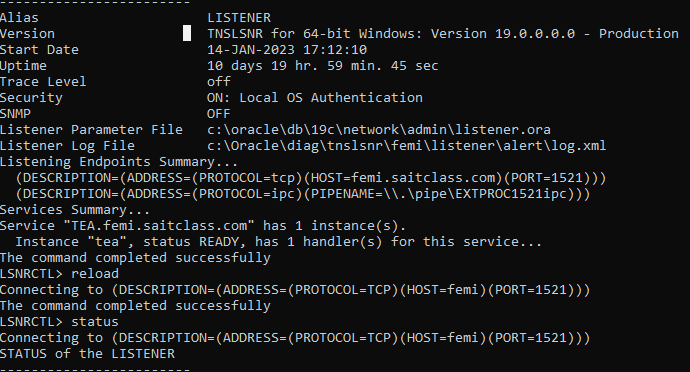 ------------------------
Alias                     LISTENER
Version                   TNSLSNR for 64-bit Windows: Version 19.0.0.0.0 - Production
Start Date                14-JAN-2023 17:12:10
Uptime                    10 days 19 hr. 59 min. 45 sec
Trace Level               off
Security                  ON: Local OS Authentication
SNMP                      OFF
Listener Parameter File   c:\oracle\db\19c\network\admin\listener.ora
Listener Log File         c:\Oracle\diag\tnslsnr\femi\listener\alert\log.xml
Listening Endpoints Summary...
  (DESCRIPTION=(ADDRESS=(PROTOCOL=tcp)(HOST=femi.saitclass.com)(PORT=1521)))
  (DESCRIPTION=(ADDRESS=(PROTOCOL=ipc)(PIPENAME=\\.\pipe\EXTPROC1521ipc)))
Services Summary...
Service "TEA.femi.saitclass.com" has 1 instance(s).
  Instance "tea", status READY, has 1 handler(s) for this service...
The command completed successfully
LSNRCTL> reload
Connecting to (DESCRIPTION=(ADDRESS=(PROTOCOL=TCP)(HOST=femi)(PORT=1521)))
The command completed successfully
LSNRCTL> status
Connecting to (DESCRIPTION=(ADDRESS=(PROTOCOL=TCP)(HOST=femi)(PORT=1521)))
STATUS of the LISTENER
------------------------